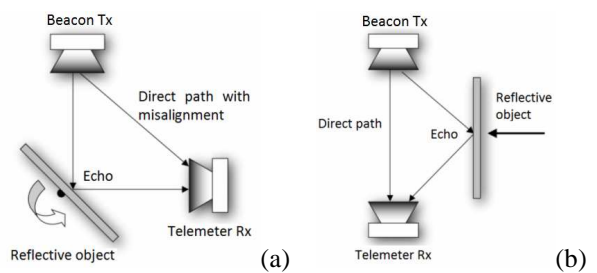 Beacon Tx
Direct path with
misalignment
Echo
Telemeter Rx
Reflective object
(a)
Beacon Tx
Reflective
object
Direct path
Echo
Telemeter Rx
(b)